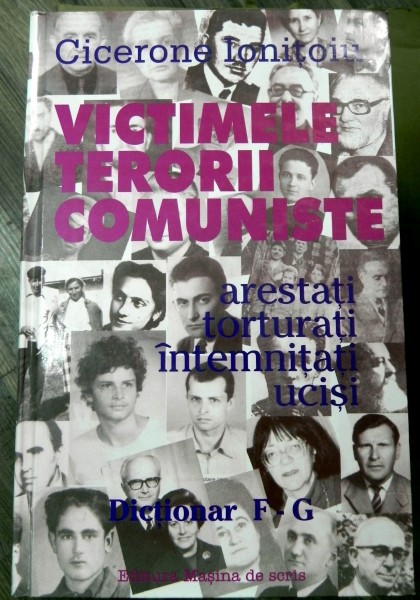 Cicerone Ionițoiu
VICTIMELE
TERORII
COMUNISTE
arestați
torturați
întemnițați
uciși
Dicționar F - G
Editura Mașina de scris